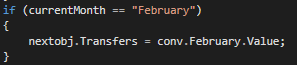 if (currentMonth == "February")
{
nextobj.Transfers = conv.February.Value;
}